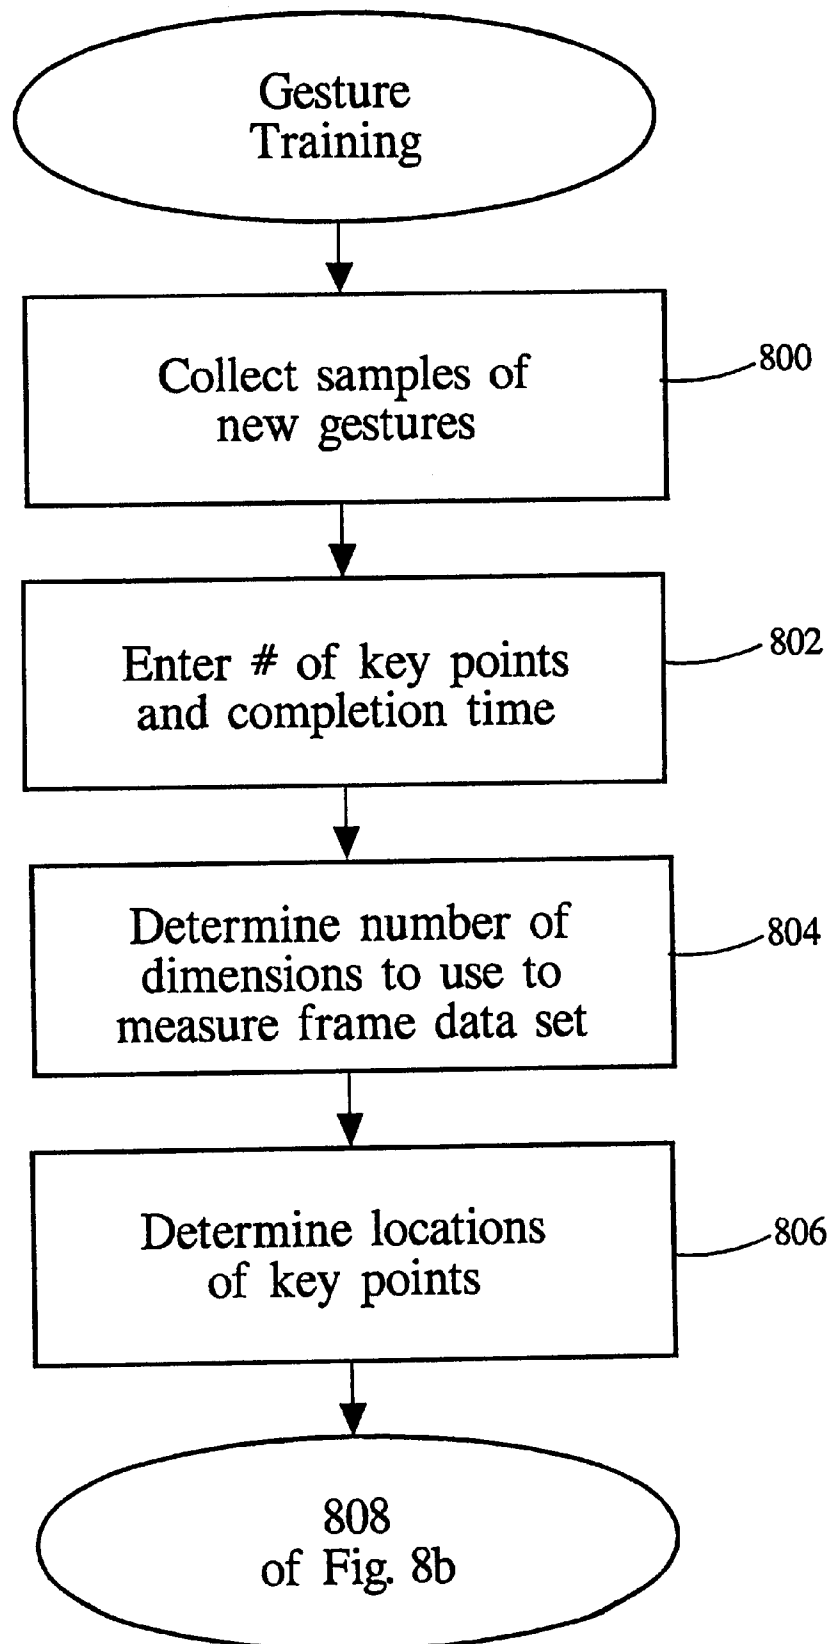 Gesture
Training
Collect samples of
new gestures
800
Enter # of key points
and completion time
802
Determine number of
dimensions to use to
measure frame data set
804
Determine locations
of key points
806
808
of Fig. 8b